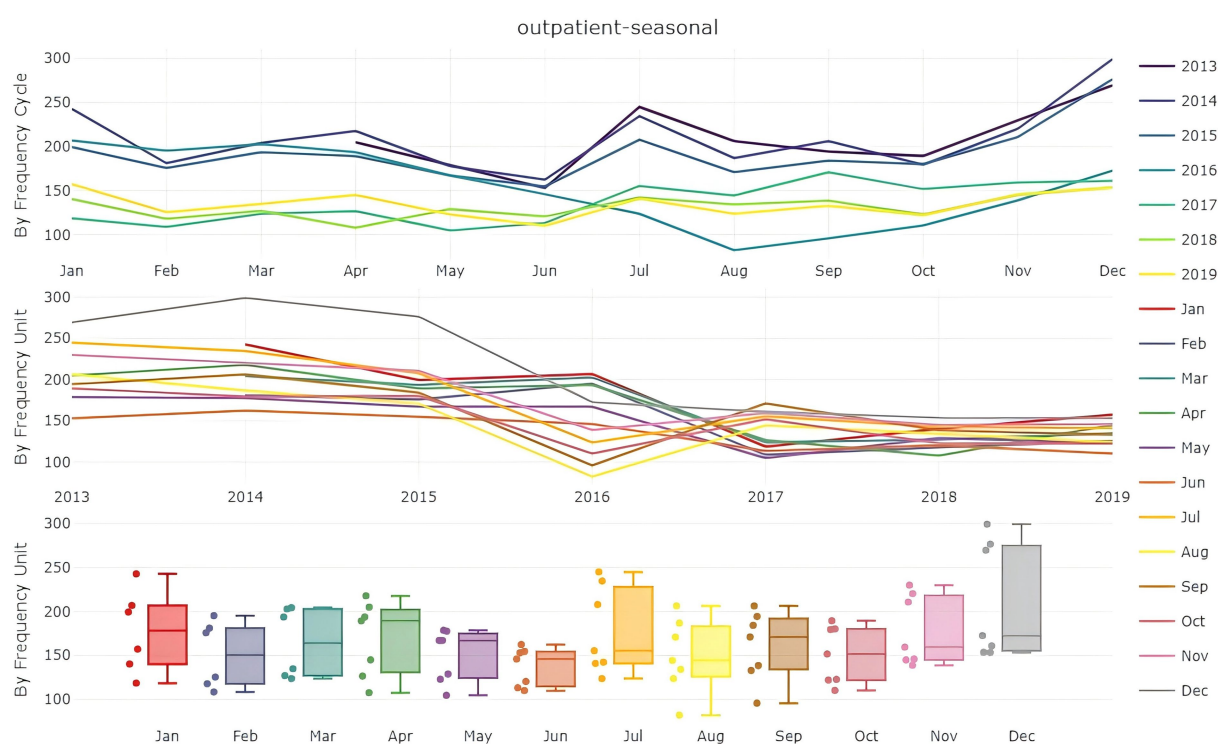 outpatient-seasonal
By Frequency Cycle
300
250
200
150
100
Jan Feb Mar Apr May Jun Jul Aug Sep Oct Nov Dec
By Frequency Unit
300
250
200
150
100
2013 2014 2015 2016 2017 2018 2019
By Frequency Unit
300
250
200
150
100
Jan Feb Mar Apr May Jun Jul Aug Sep Oct Nov Dec
2013
2014
2015
2016
2017
2018
2019
Jan
Feb
Mar
Apr
May
Jun
Jul
Aug
Sep
Oct
Nov
Dec